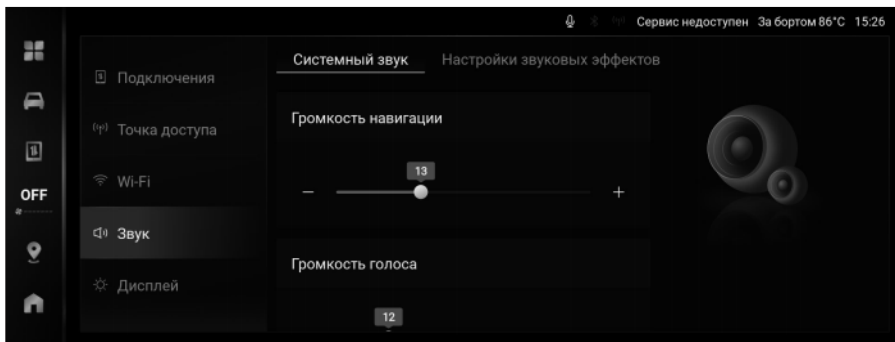 Сервис недоступен За бортом 86°C 15:26
Системный звук Настройки звуковых эффектов
Подключения
Точка доступа
Wi-Fi
Звук
Дисплей
OFF
Громкость навигации
13
− +
Громкость голоса
12